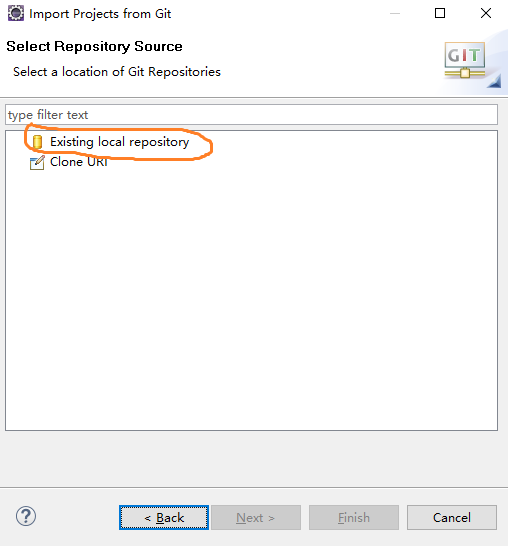 Import Projects from Git
Select Repository Source
Select a location of Git Repositories
GIT
type filter text
Existing local repository
Clone URI
?
< Back
Next >
Finish
Cancel